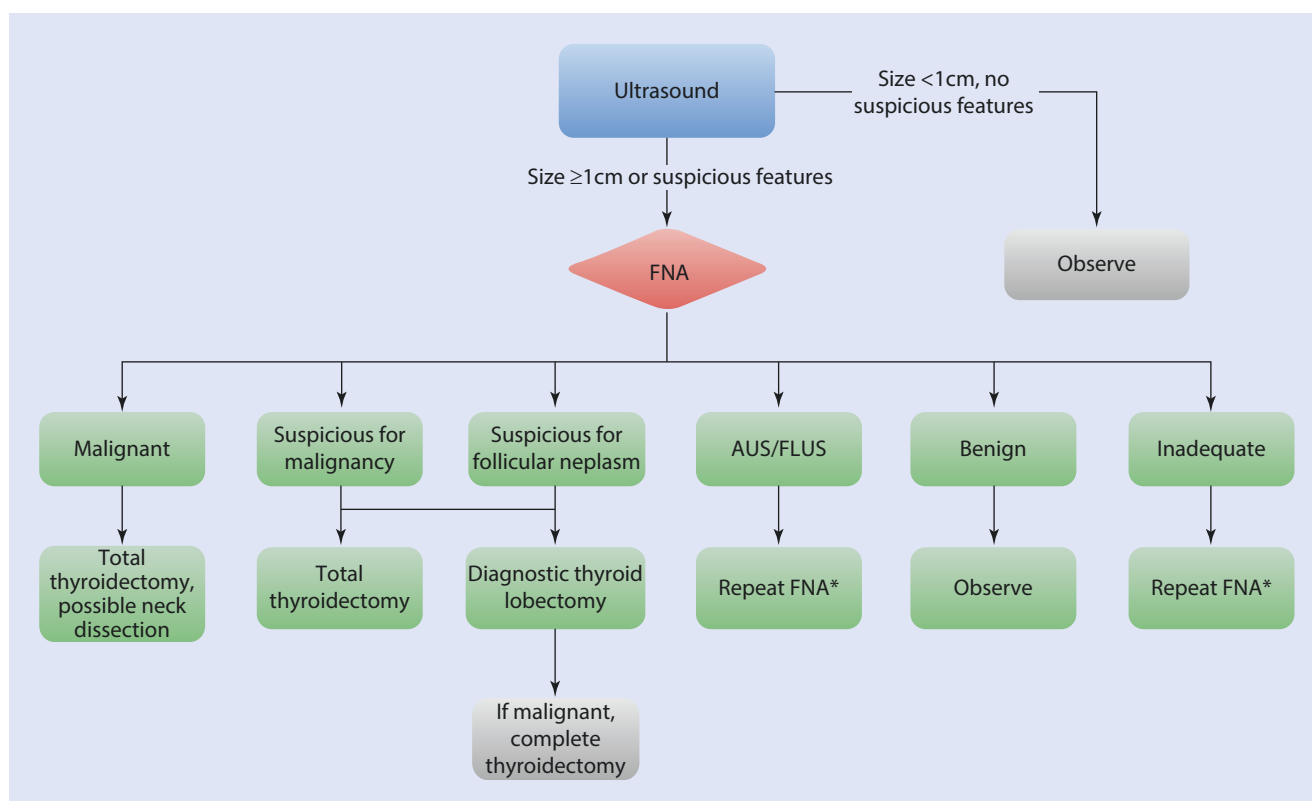 Ultrasound
Size <1cm, no
suspicious features
Size ≥1cm or suspicious features
FNA
Observe
Malignant
Suspicious for
malignancy
Suspicious for
follicular neplasm
AUS/FLUS
Benign
Inadequate
Total
thyroidectomy,
possible neck
dissection
Total
thyroidectomy
Diagnostic thyroid
lobectomy
Repeat FNA*
Observe
Repeat FNA*
If malignant,
complete
thyroidectomy